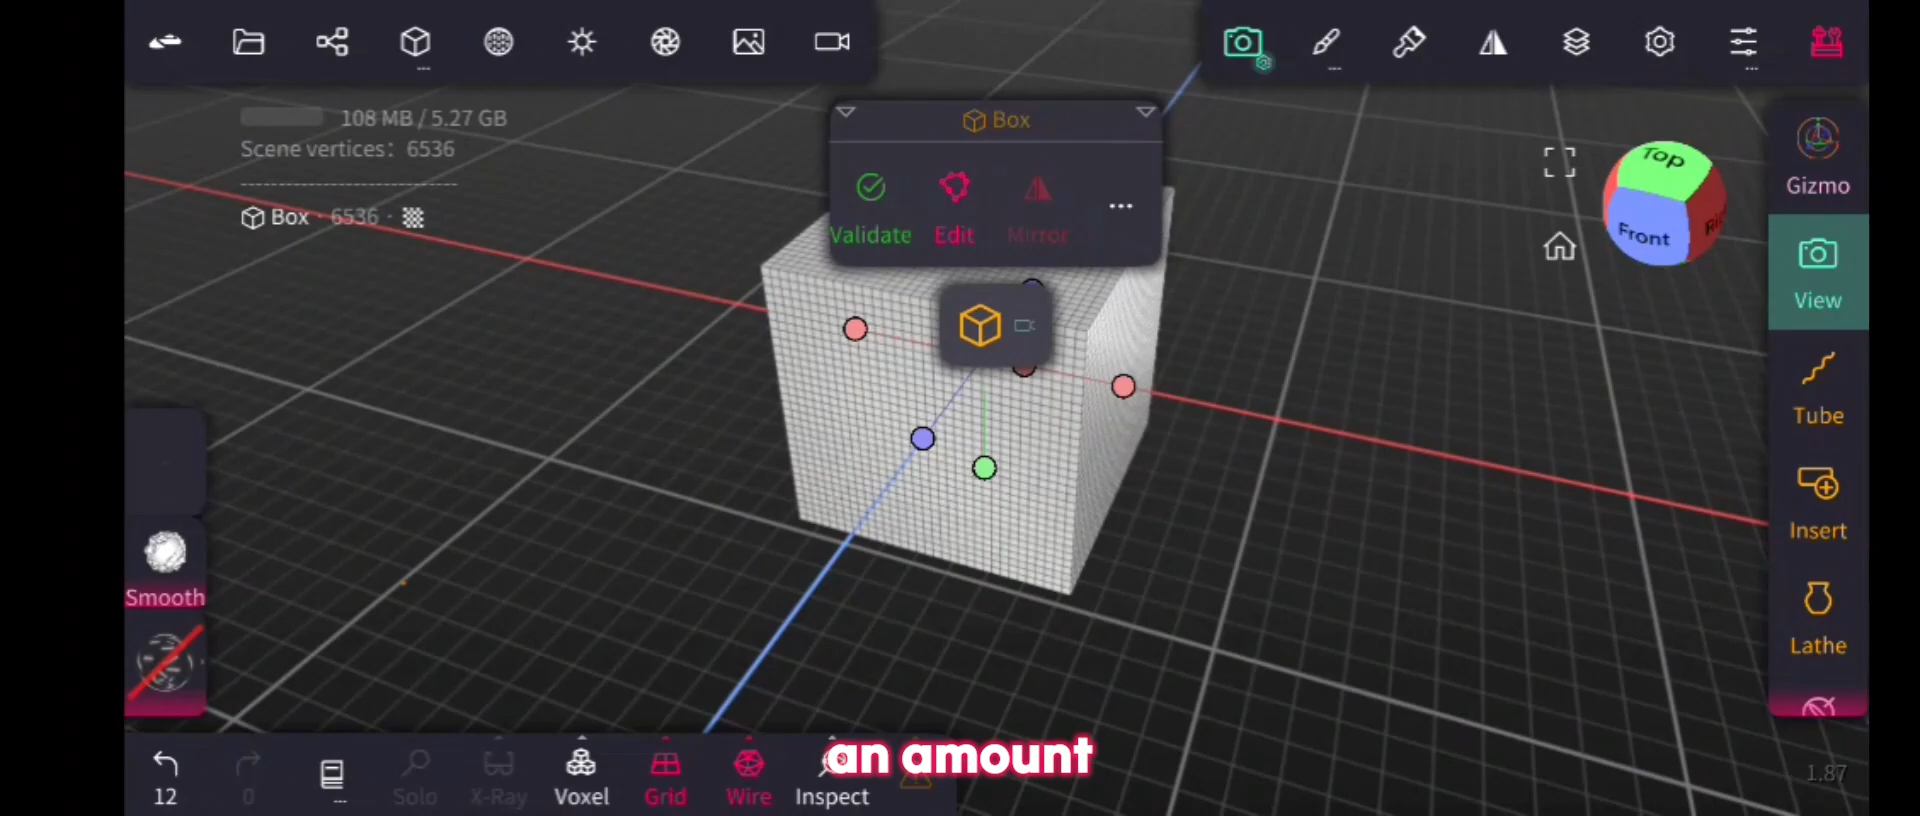 108 MB / 5.27 GB
Scene vertices: 6536
Box · 6536 ·
Box
Validate
Edit
Mirror
...
Top
Front
Gizmo
View
Tube
Insert
Lathe
Smooth
12
0
Solo
X-Ray
Voxel
Grid
Wire
Inspect
an amount
1.87